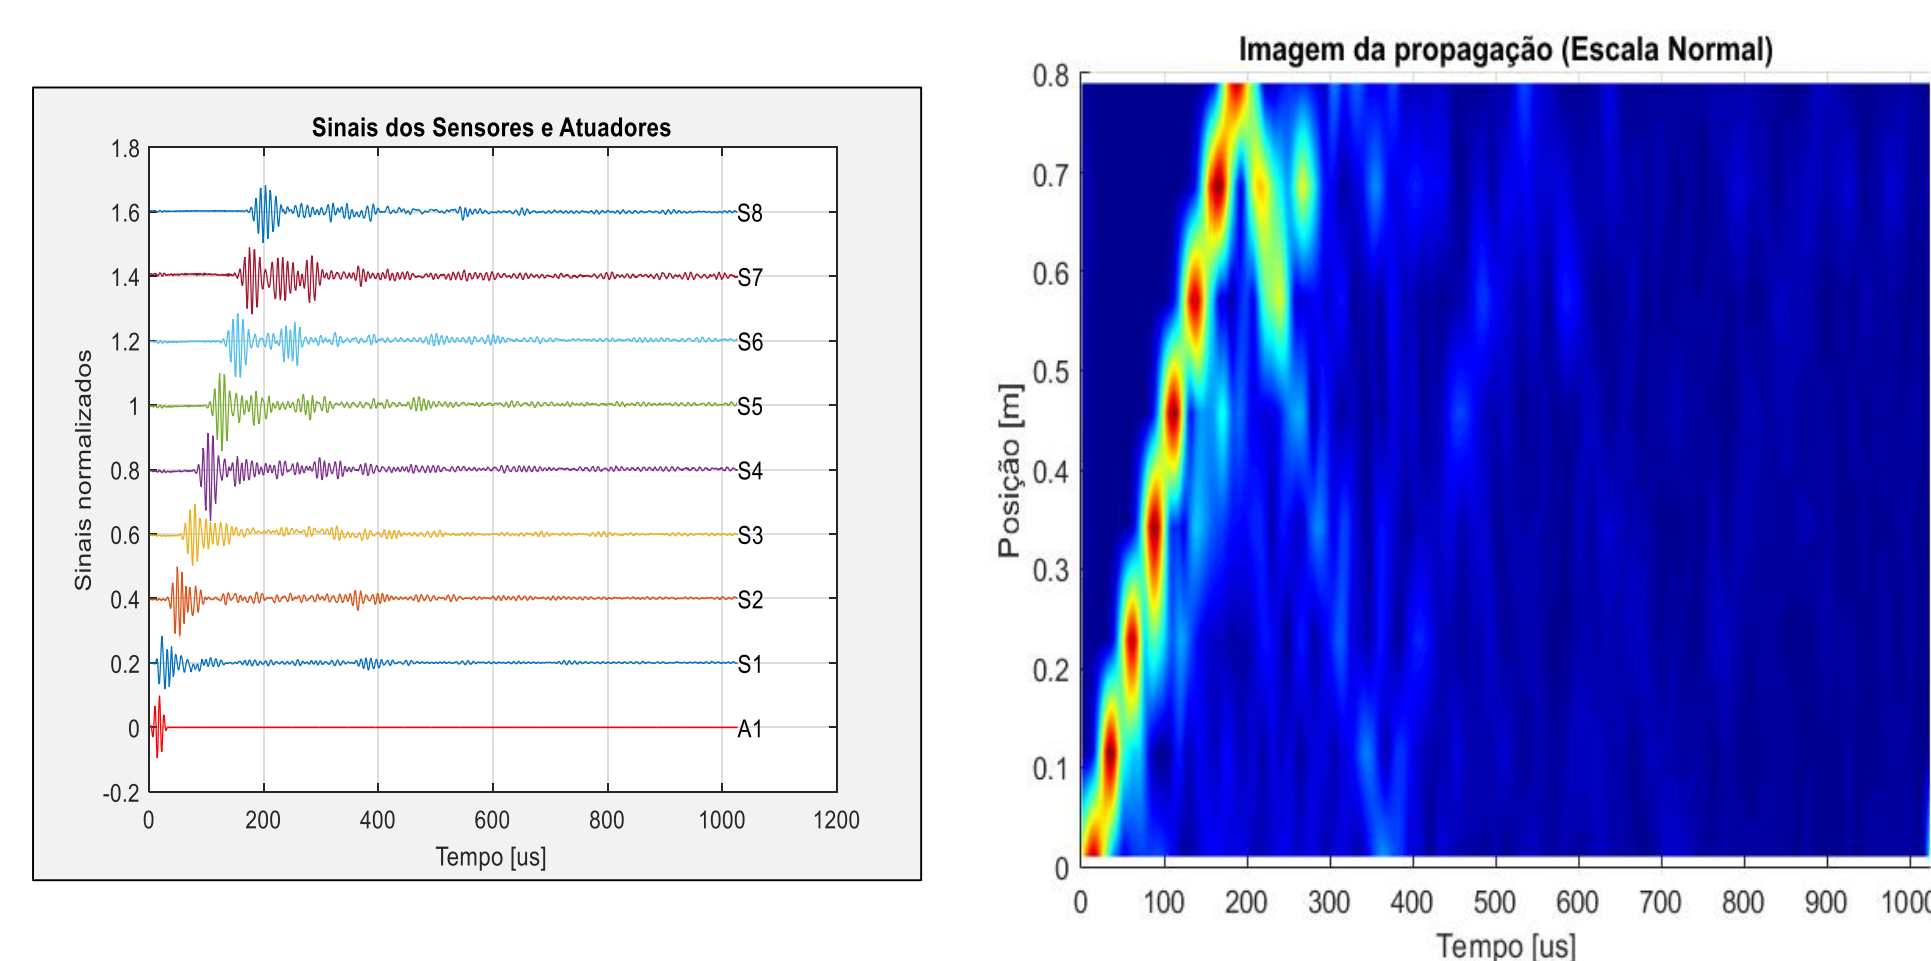 Sinais dos Sensores e Atuadores
1.8
1.6
1.4
1.2
1
0.8
0.6
0.4
0.2
0
-0.2
Sinais normalizados
S8
S7
S6
S5
S4
S3
S2
S1
A1
0 200 400 600 800 1000 1200
Tempo [us]
Imagem da propagação (Escala Normal)
0.8
0.7
0.6
0.5
0.4
0.3
0.2
0.1
0
Posição [m]
0 100 200 300 400 500 600 700 800 900 1000
Tempo [us]